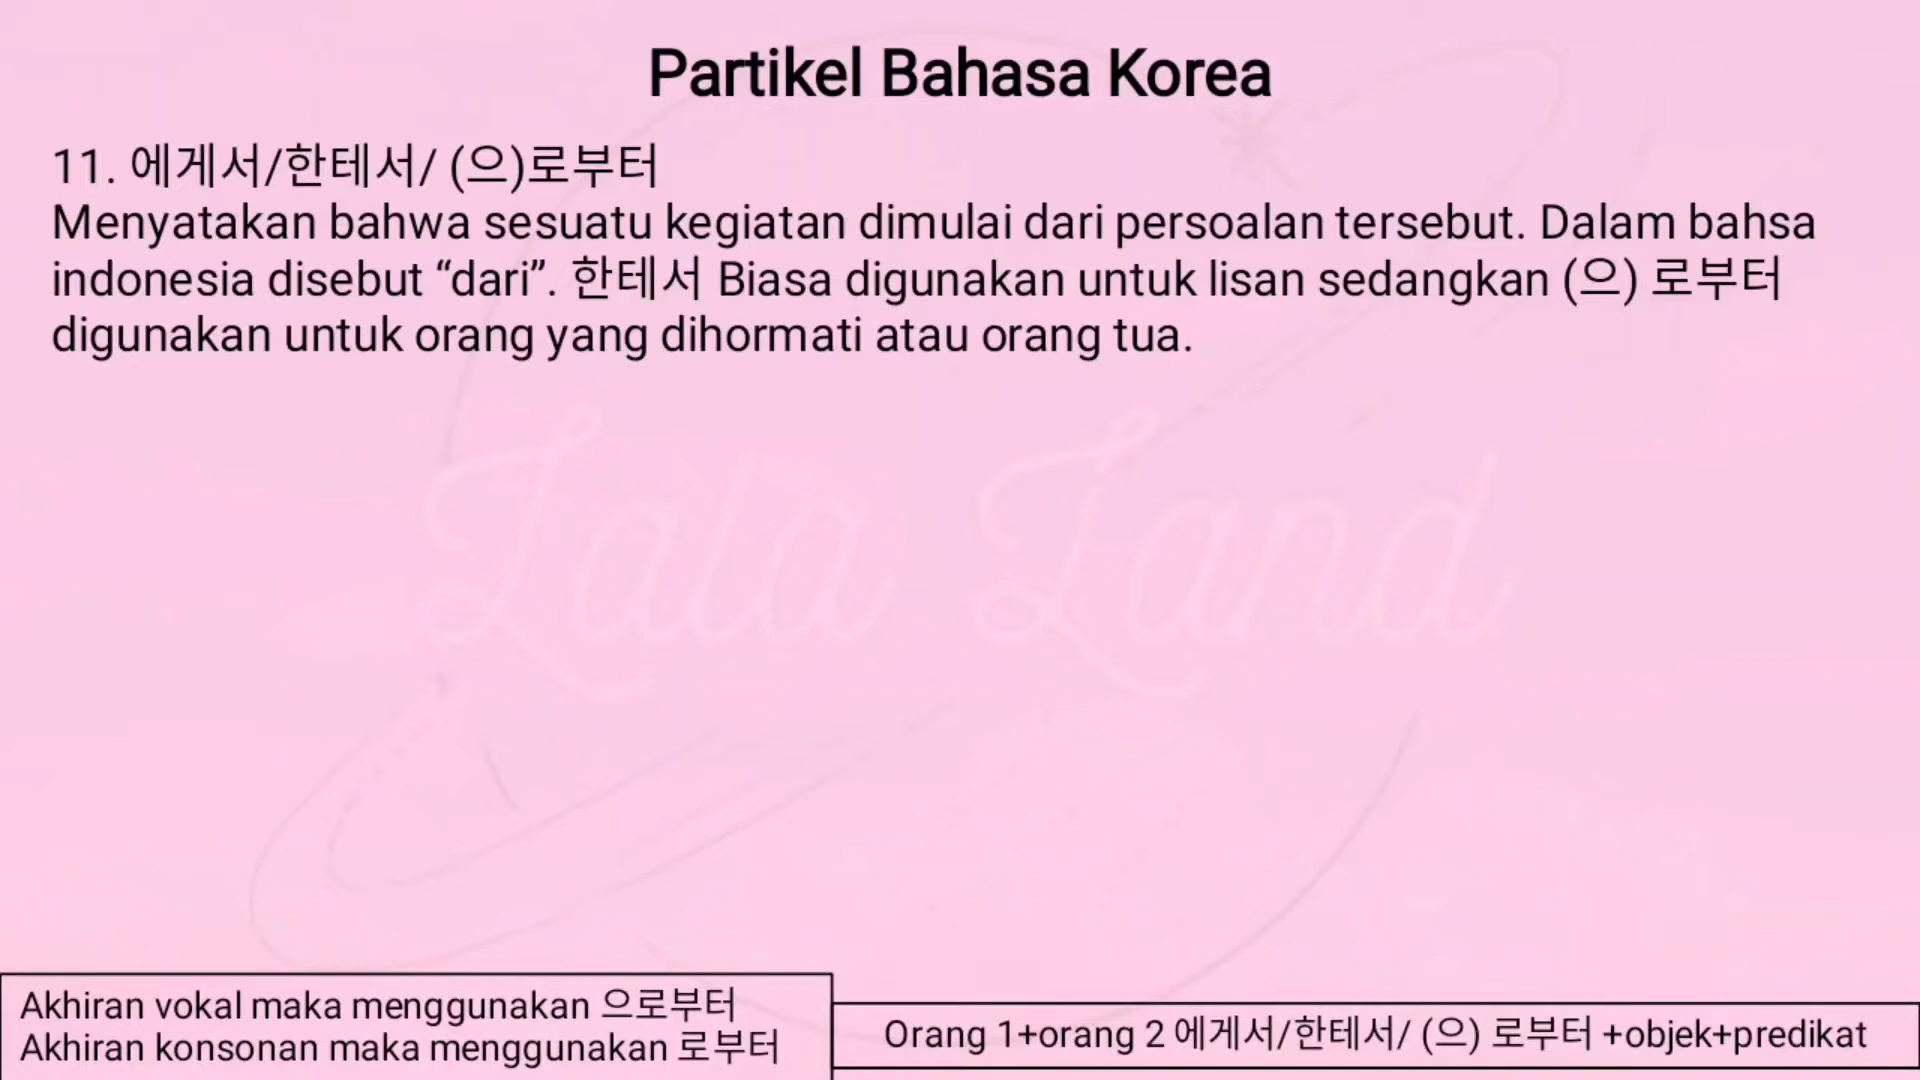 Partikel Bahasa Korea
11. 에게서/한테서/ (으)로부터
Menyatakan bahwa sesuatu kegiatan dimulai dari persoalan tersebut. Dalam bahsa
indonesia disebut “dari”. 한테서 Biasa digunakan untuk lisan sedangkan (으) 로부터
digunakan untuk orang yang dihormati atau orang tua.
Lala Land
Akhiran vokal maka menggunakan 으로부터
Akhiran konsonan maka menggunakan 로부터
Orang 1+orang 2 에게서/한테서/ (으) 로부터 +objek+predikat